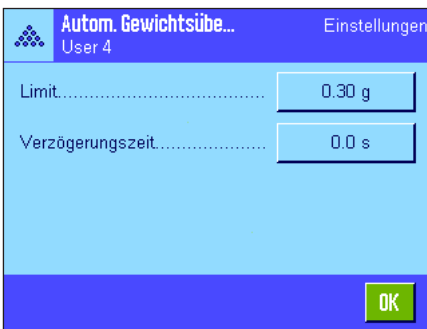 Autom. Gewichtsübe... Einstellungen
User 4
Limit..................................... 0.30 g
Verzögerungszeit.................... 0.0 s
OK